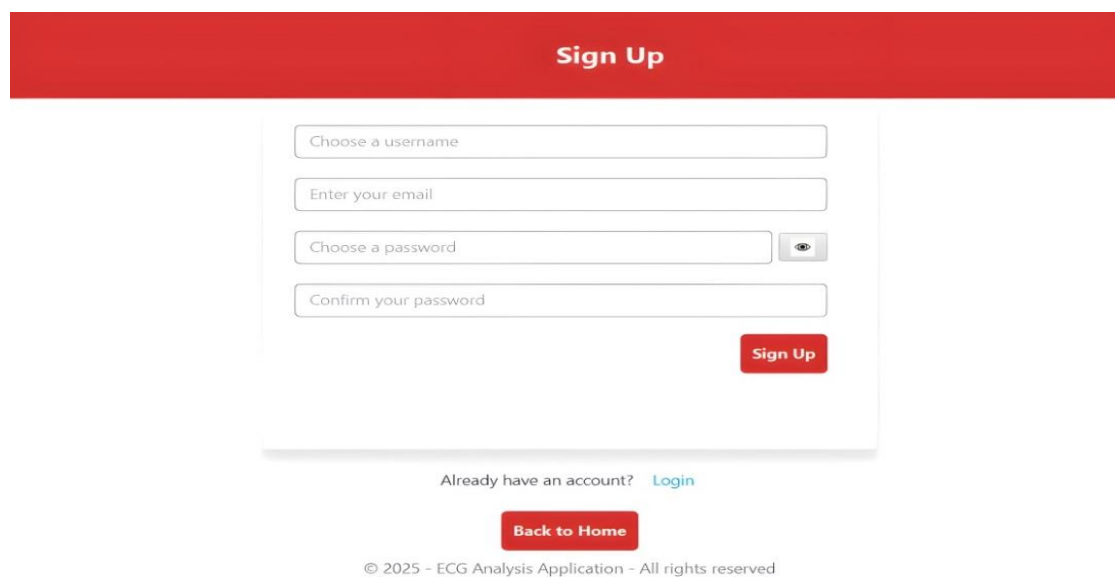 Sign Up
Choose a username
Enter your email
Choose a password
Confirm your password
Sign Up
Already have an account? Login
Back to Home
© 2025 - ECG Analysis Application - All rights reserved